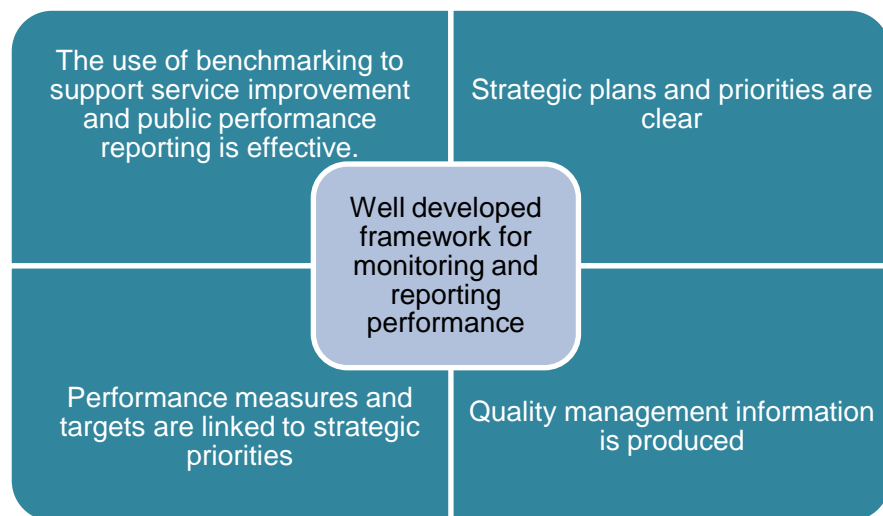 The use of benchmarking to
support service improvement
and public performance
reporting is effective.
Strategic plans and priorities are
clear
Well developed
framework for
monitoring and
reporting
performance
Performance measures and
targets are linked to strategic
priorities
Quality management information
is produced